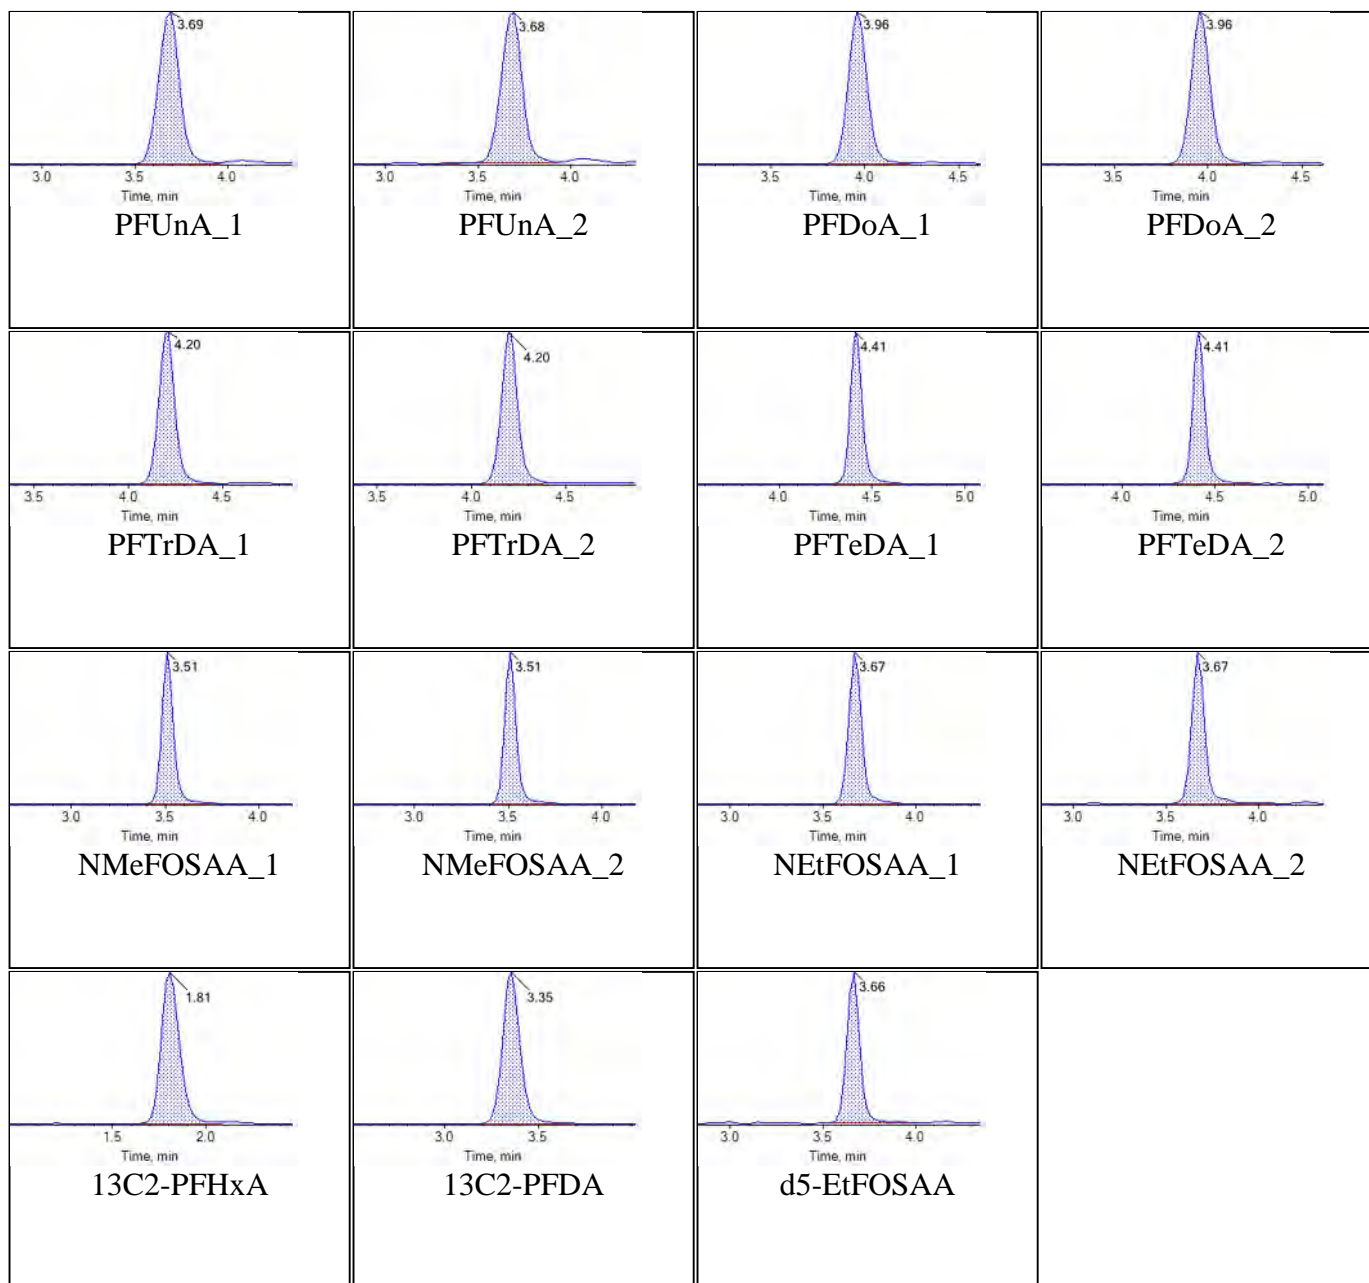 3.69
3.0 3.5 4.0
Time, min
PFUnA_1
3.68
3.0 3.5 4.0
Time, min
PFUnA_2
3.96
3.5 4.0 4.5
Time, min
PFDoA_1
3.96
3.5 4.0 4.5
Time, min
PFDoA_2
4.20
3.5 4.0 4.5
Time, min
PFTrDA_1
4.20
3.5 4.0 4.5
Time, min
PFTrDA_2
4.41
4.0 4.5 5.0
Time, min
PFTeDA_1
4.41
4.0 4.5 5.0
Time, min
PFTeDA_2
3.51
3.0 3.5 4.0
Time, min
NMeFOSAA_1
3.51
3.0 3.5 4.0
Time, min
NMeFOSAA_2
3.67
3.0 3.5 4.0
Time, min
NEtFOSAA_1
3.67
3.0 3.5 4.0
Time, min
NEtFOSAA_2
1.81
1.5 2.0
Time, min
13C2-PFHxA
3.35
3.0 3.5
Time, min
13C2-PFDA
3.66
3.0 3.5 4.0
Time, min
d5-EtFOSAA